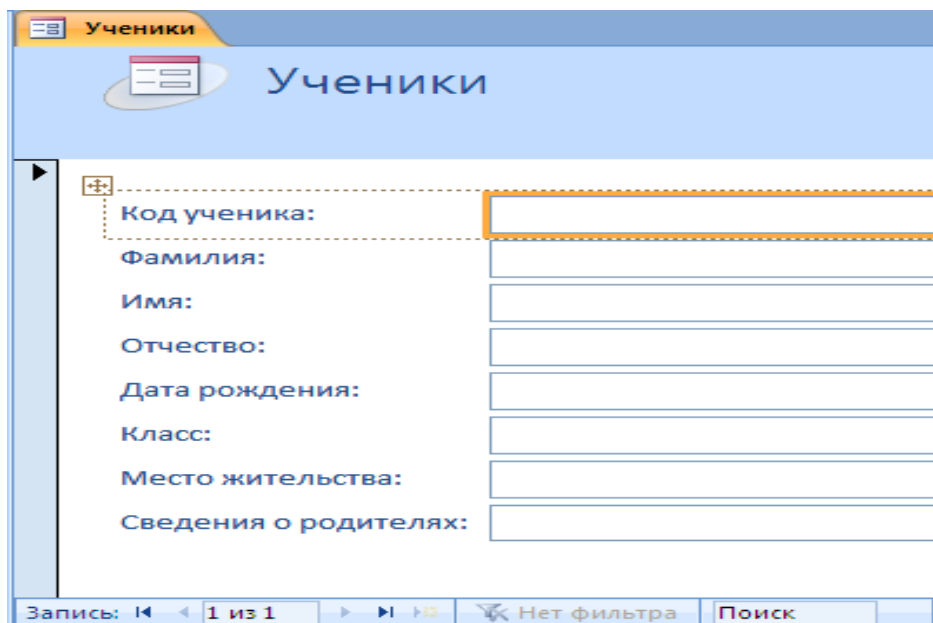 Ученики
Ученики
Код ученика:
Фамилия:
Имя:
Отчество:
Дата рождения:
Класс:
Место жительства:
Сведения о родителях:
Запись: 1 из 1 Нет фильтра Поиск